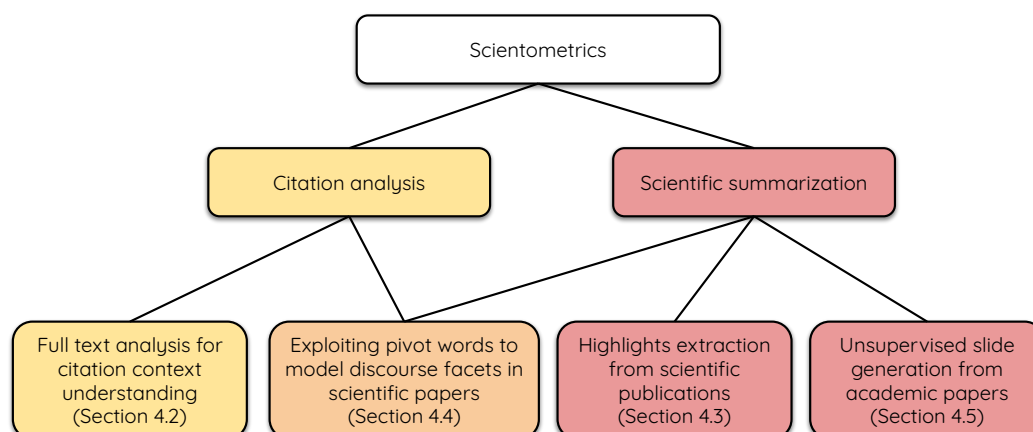 Scientometrics
Citation analysis
Scientific summarization
Full text analysis for
citation context
understanding
(Section 4.2)
Exploiting pivot words to
model discourse facets in
scientific papers
(Section 4.4)
Highlights extraction
from scientific
publications
(Section 4.3)
Unsupervised slide
generation from
academic papers
(Section 4.5)